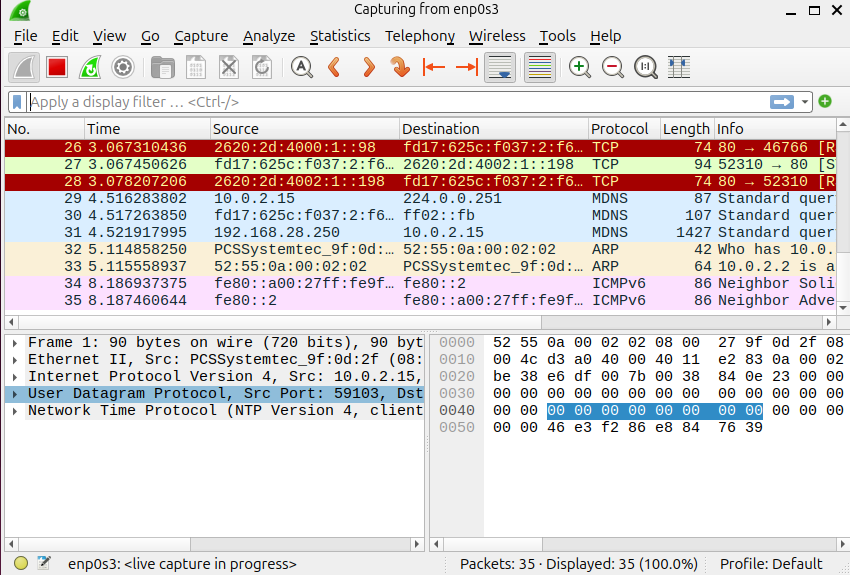 Capturing from enp0s3
File Edit View Go Capture Analyze Statistics Telephony Wireless Tools Help
Apply a display filter … <Ctrl-/>
No. Time Source Destination Protocol Length Info
26 3.067310436 2620:2d:4000:1::98 fd17:625c:f037:2:f6… TCP 74 80 → 46766 [R
27 3.067450626 fd17:625c:f037:2:f6… 2620:2d:4002:1::198 TCP 94 52310 → 80 [S
28 3.078207206 2620:2d:4002:1::198 fd17:625c:f037:2:f6… TCP 74 80 → 52310 [R
29 4.516283802 10.0.2.15 224.0.0.251 MDNS 87 Standard quer
30 4.517263850 fd17:625c:f037:2:f6… ff02::fb MDNS 107 Standard quer
31 4.521917995 192.168.28.250 10.0.2.15 MDNS 1427 Standard quer
32 5.114858250 PCSSystemtec_9f:0d:… 52:55:0a:00:02:02 ARP 42 Who has 10.0.
33 5.115558937 52:55:0a:00:02:02 PCSSystemtec_9f:0d:… ARP 64 10.0.2.2 is a
34 8.186937375 fe80::a00:27ff:fe9f… fe80::2 ICMPv6 86 Neighbor Soli
35 8.187460644 fe80::2 fe80::a00:27ff:fe9f… ICMPv6 86 Neighbor Adve
Frame 1: 90 bytes on wire (720 bits), 90 byt
Ethernet II, Src: PCSSystemtec_9f:0d:2f (08:
Internet Protocol Version 4, Src: 10.0.2.15,
User Datagram Protocol, Src Port: 59103, Dst
Network Time Protocol (NTP Version 4, client
0000 52 55 0a 00 02 02 08 00 27 9f 0d 2f 08
0010 00 4c d3 a0 40 00 40 11 e2 83 0a 00 02
0020 be 38 e6 df 00 7b 00 38 84 0e 23 00 00
0030 00 00 00 00 00 00 00 00 00 00 00 00 00
0040 00 00 00 00 00 00 00 00 00 00 00 00 00
0050 00 00 46 e3 f2 86 e8 84 76 39
enp0s3: <live capture in progress> Packets: 35 · Displayed: 35 (100.0%) Profile: Default